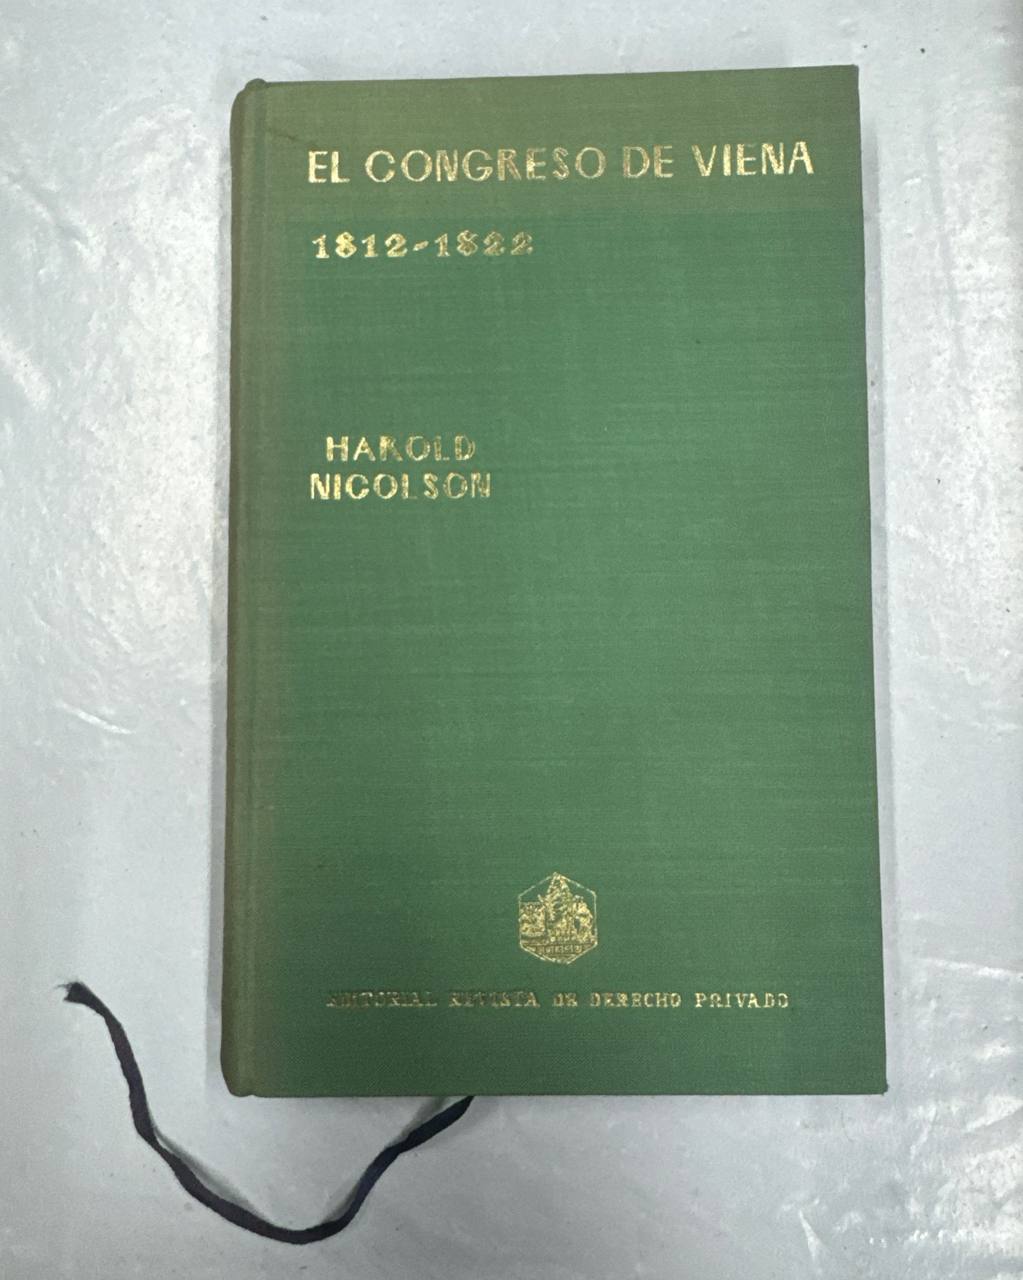 EL CONGRESO DE VIENA
1812-1822
HAROLD
NICOLSON
EDITORIAL REVISTA DE DERECHO PRIVADO